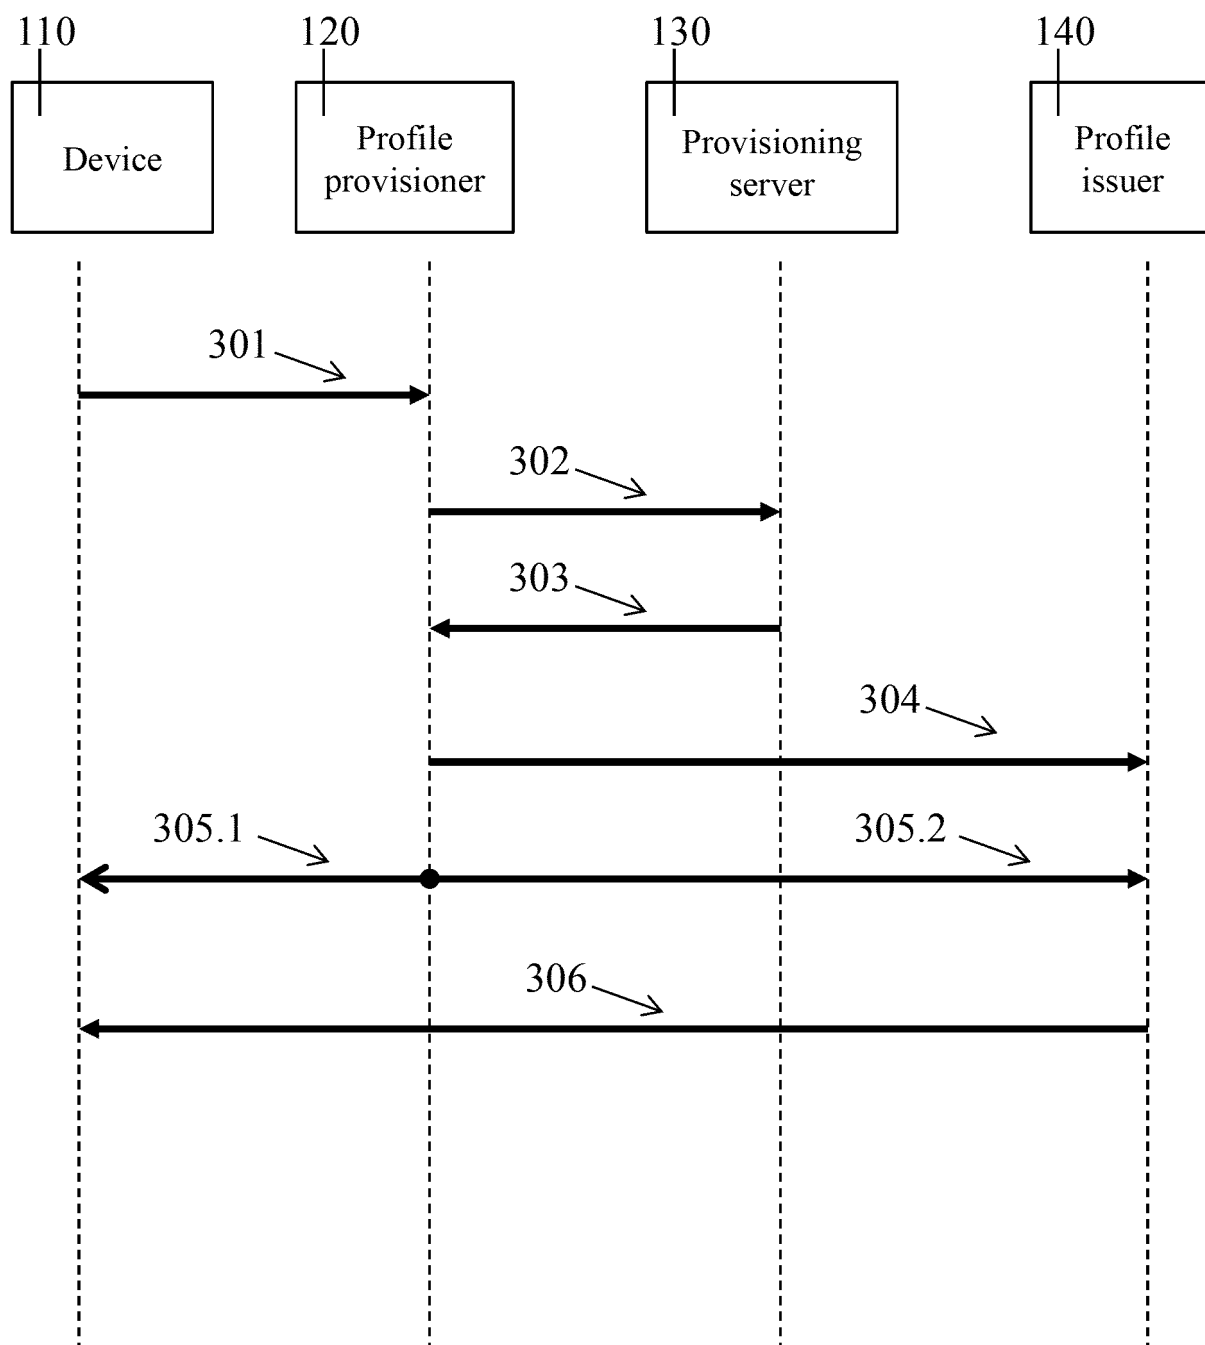 110
120
130
140
Device
Profile
provisioner
Provisioning
server
Profile
issuer
301
302
303
304
305.1
305.2
306